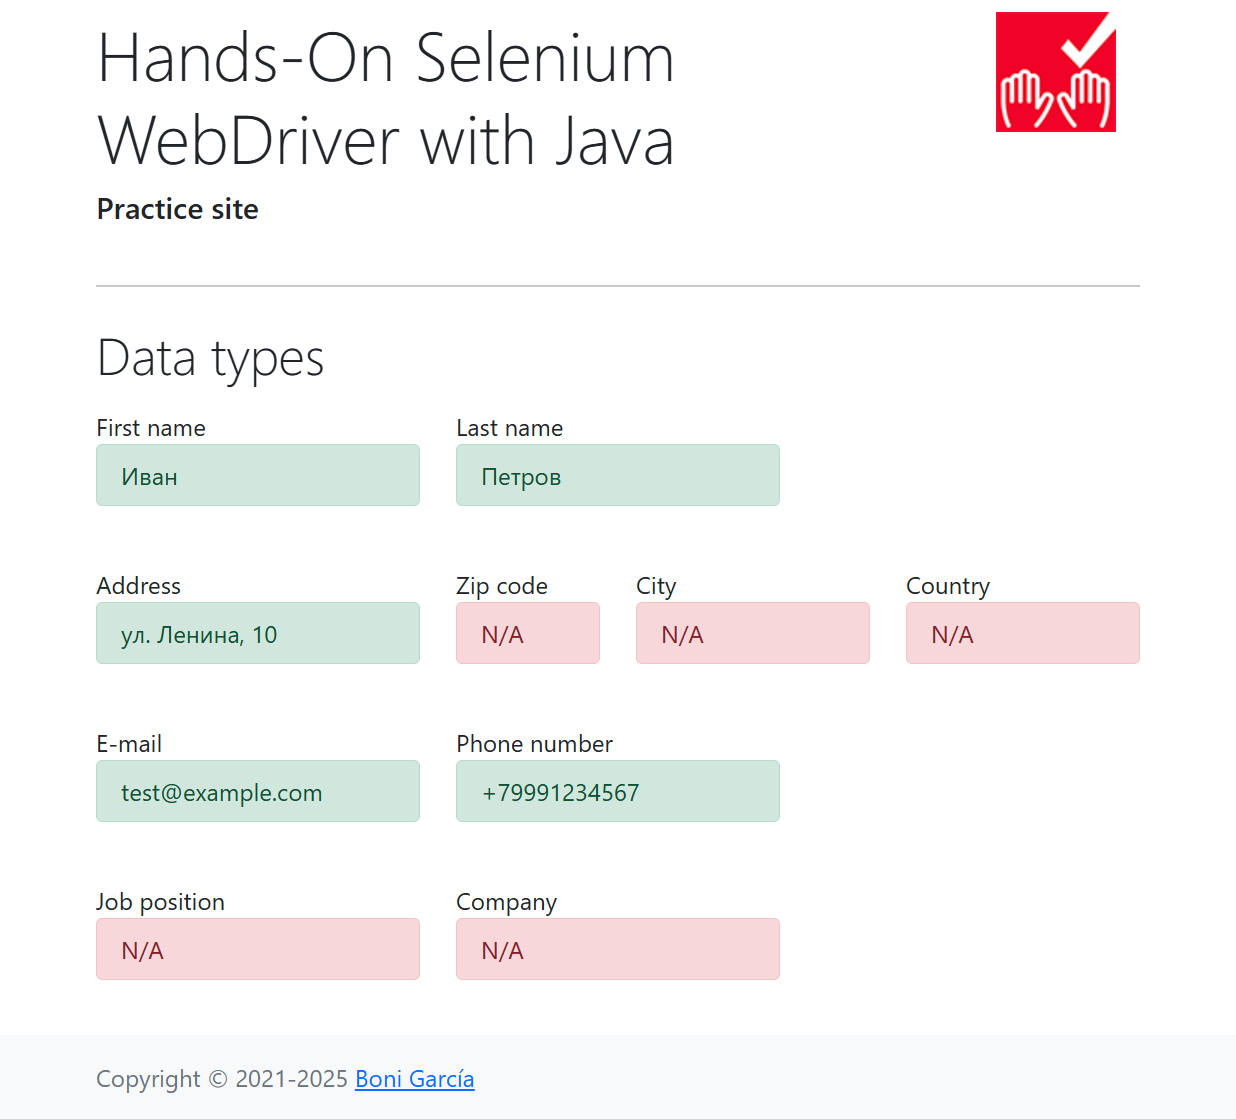 Hands-On Selenium
WebDriver with Java
Practice site
Data types
First name
Last name
Иван
Петров
Address
Zip code
City
Country
ул. Ленина, 10
N/A
N/A
N/A
E-mail
Phone number
test@example.com
+79991234567
Job position
Company
N/A
N/A
Copyright © 2021-2025 Boni García